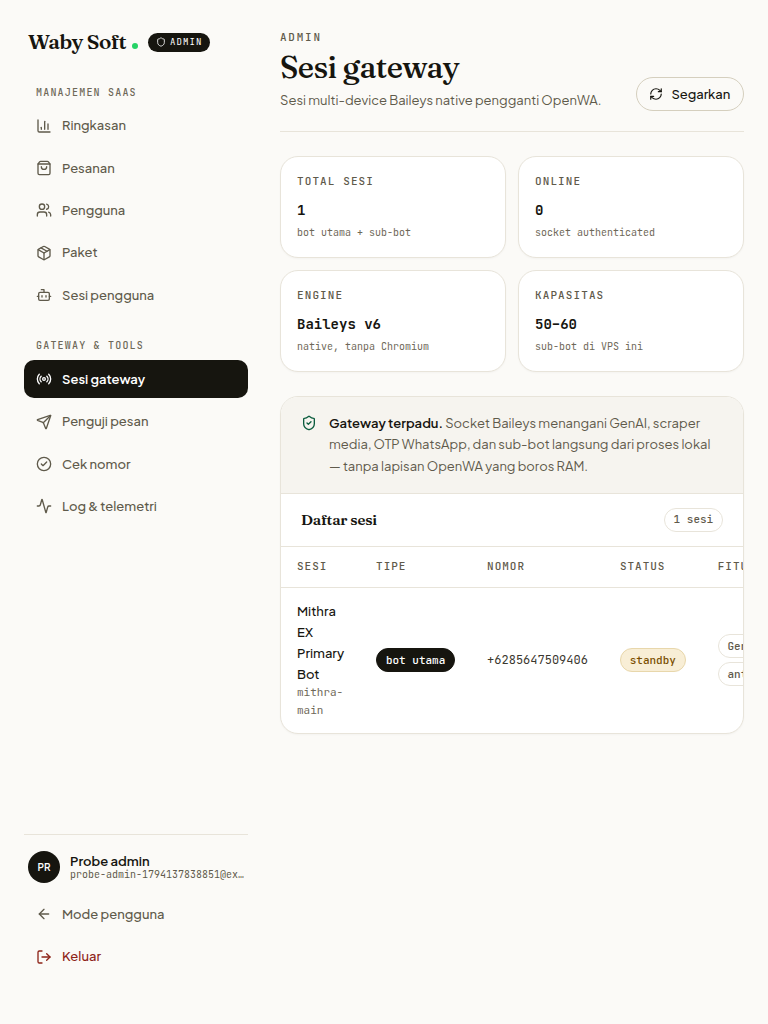 Waby Soft
ADMIN
MANAJEMEN SAAS
Ringkasan
Pesanan
Pengguna
Paket
Sesi pengguna
GATEWAY & TOOLS
Sesi gateway
Penguji pesan
Cek nomor
Log & telemetri
PR
Probe admin
probe-admin-1794137838851@ex…
Mode pengguna
Keluar
ADMIN
Sesi gateway
Sesi multi-device Baileys native pengganti OpenWA.
Segarkan
TOTAL SESI
1
bot utama + sub-bot
ONLINE
0
socket authenticated
ENGINE
Baileys v6
native, tanpa Chromium
KAPASITAS
50–60
sub-bot di VPS ini
Gateway terpadu. Socket Baileys menangani GenAI, scraper
media, OTP WhatsApp, dan sub-bot langsung dari proses lokal
— tanpa lapisan OpenWA yang boros RAM.
Daftar sesi
1 sesi
SESI TIPE NOMOR STATUS
Mithra
EX
Primary
Bot
mithra-
main
bot utama
+6285647509406
standby